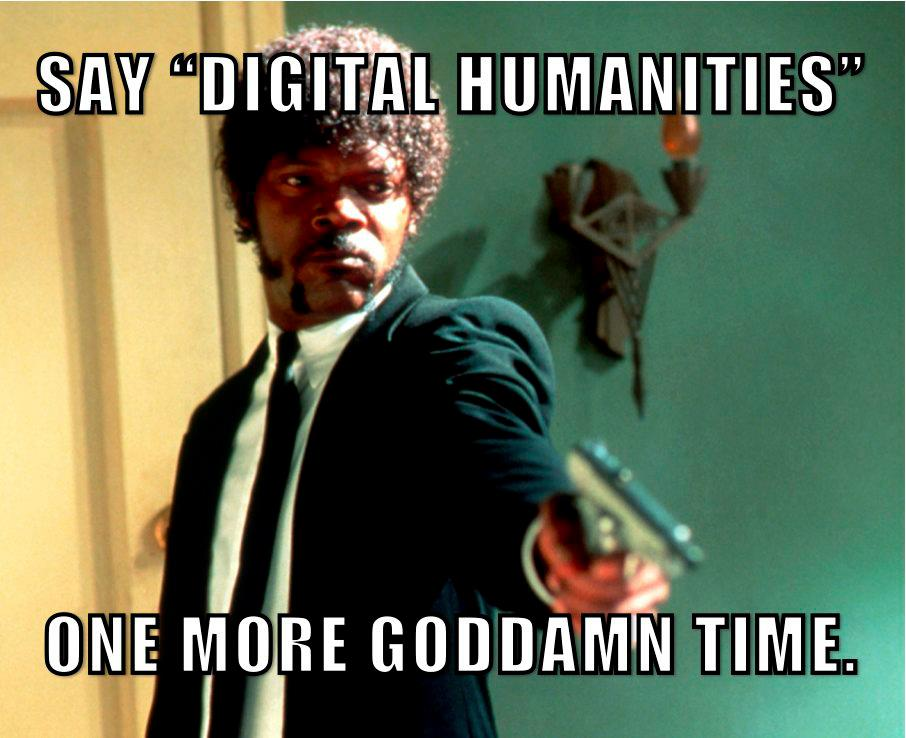 SAY “DIGITAL HUMANITIES”
ONE MORE GODDAMN TIME.